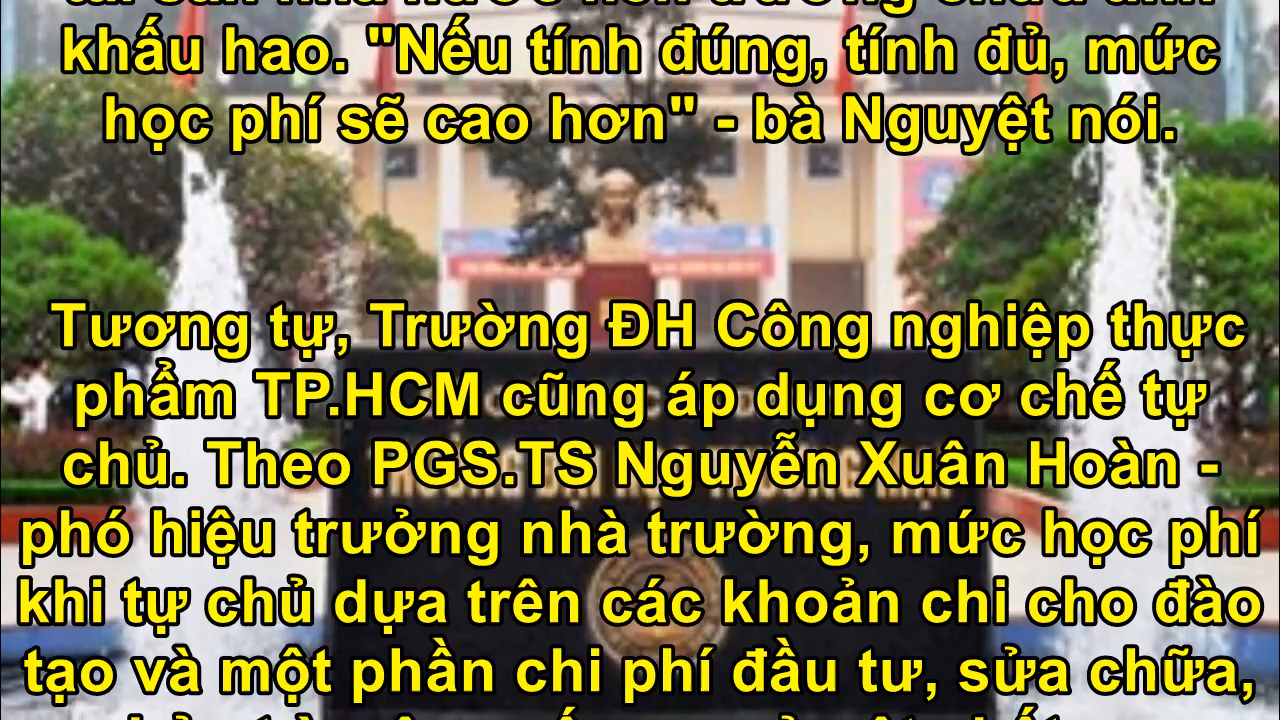 khấu hao. "Nếu tính đúng, tính đủ, mức
học phí sẽ cao hơn" - bà Nguyệt nói.
Tương tự, Trường ĐH Công nghiệp thực
phẩm TP.HCM cũng áp dụng cơ chế tự
chủ. Theo PGS.TS Nguyễn Xuân Hoàn -
phó hiệu trưởng nhà trường, mức học phí
khi tự chủ dựa trên các khoản chi cho đào
tạo và một phần chi phí đầu tư, sửa chữa,